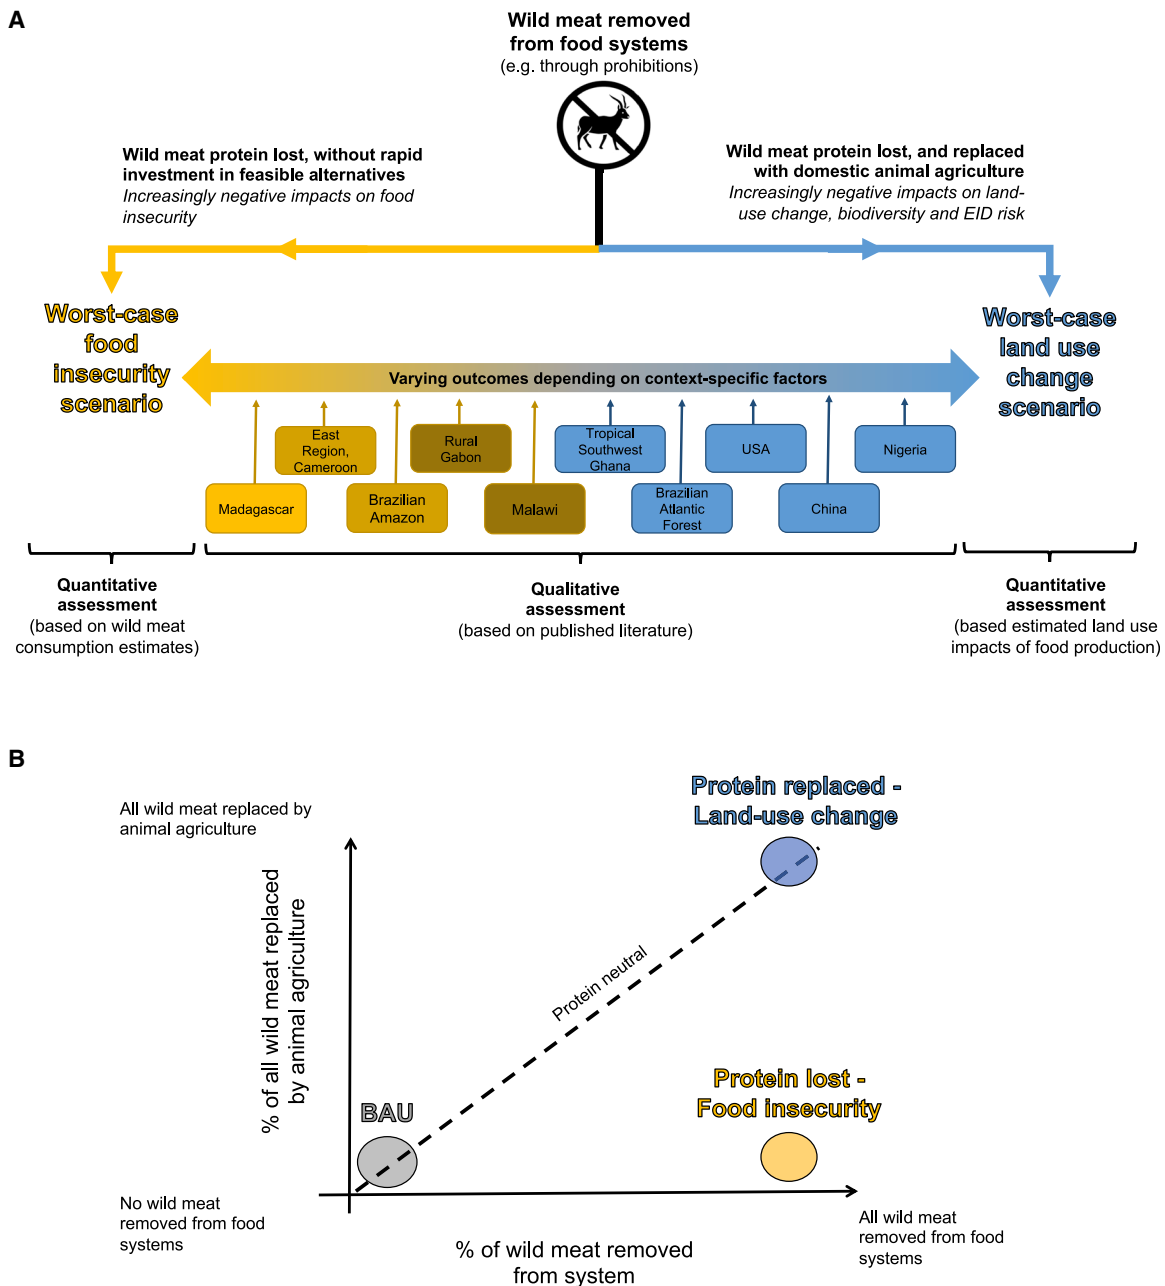 A
Wild meat removed
from food systems
(e.g. through prohibitions)
Wild meat protein lost, without rapid
investment in feasible alternatives
Increasingly negative impacts on food
insecurity
Wild meat protein lost, and replaced
with domestic animal agriculture
Increasingly negative impacts on land-
use change, biodiversity and EID risk
Worst-case
food
insecurity
scenario
Worst-case
land use
change
scenario
Varying outcomes depending on context-specific factors
East
Region,
Cameroon
Rural
Gabon
Tropical
Southwest
Ghana
USA
Nigeria
Madagascar
Brazilian
Amazon
Malawi
Brazilian
Atlantic
Forest
China
Quantitative
assessment
(based on wild meat
consumption estimates)
Qualitative
assessment
(based on published literature)
Quantitative
assessment
(based estimated land use
impacts of food production)
B
All wild meat replaced by
animal agriculture
% of all wild meat replaced
by animal agriculture
Protein replaced -
Land-use change
Protein neutral
BAU
Protein lost -
Food insecurity
No wild meat
removed from food
systems
% of wild meat removed
from system
All wild meat
removed from food
systems